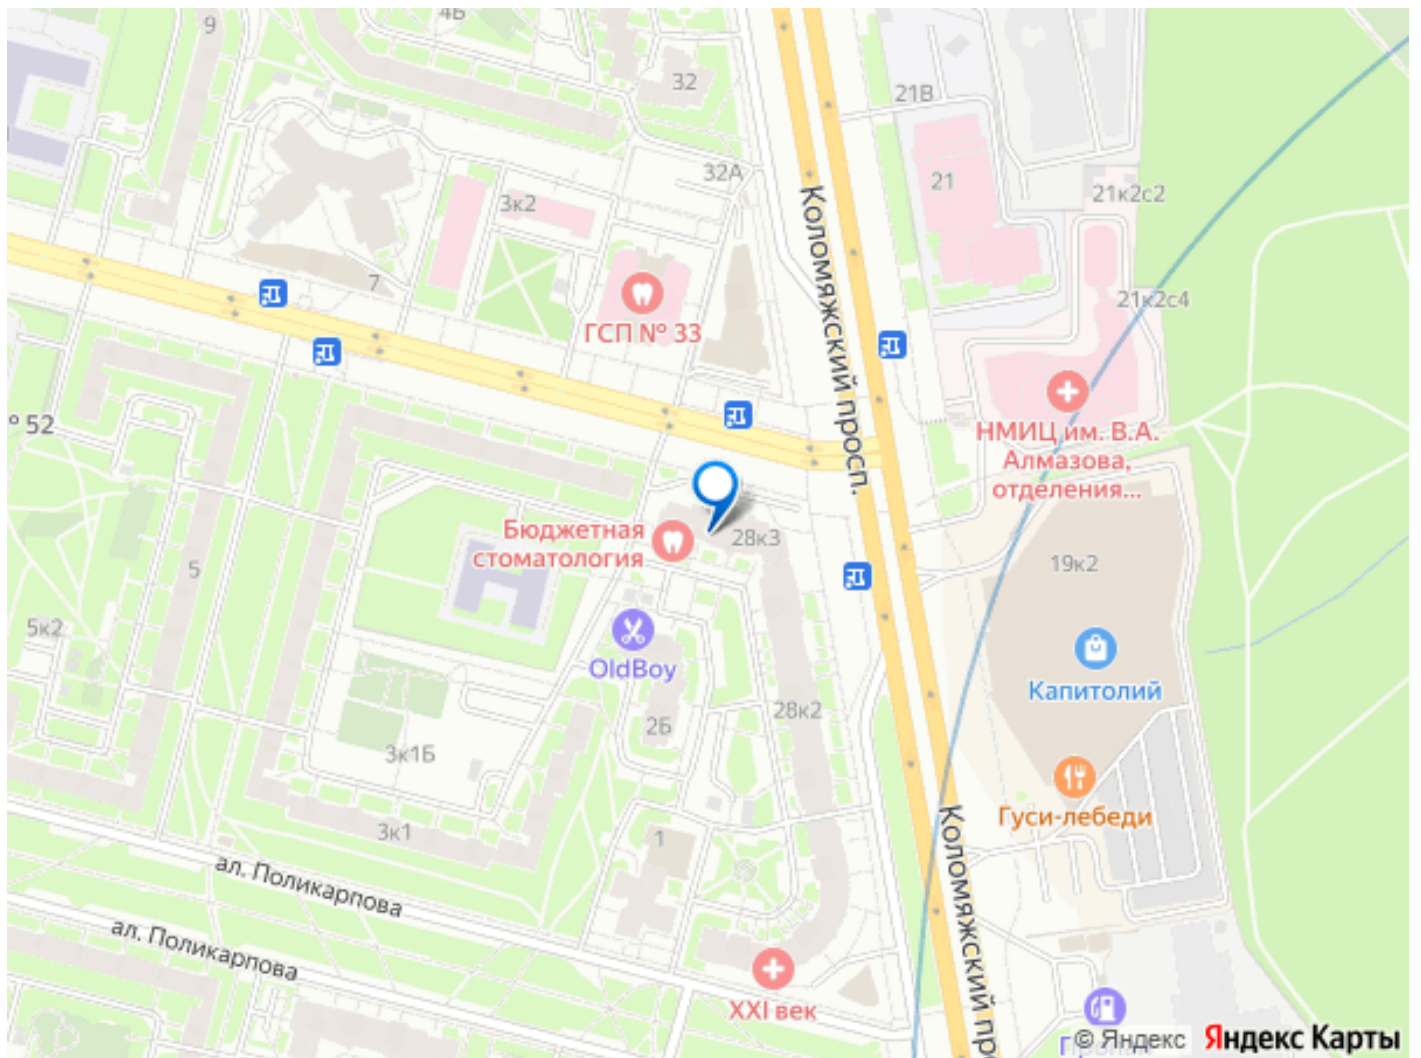 9
4Б
32
21В
32А
21
21к2с2
3к2
7
21к2с4
ГСП № 33
Коломяжский просп.
° 52
НМИЦ им. В.А.
Алмазова,
отделения...
Бюджетная
стоматология
28к3
19к2
5
5к2
OldBoy
Капитолий
28к2
2Б
3к1Б
Гуси-лебеди
3к1
1
Коломяжский пр
ал. Поликарпова
ал. Поликарпова
XXI век
© Яндекс Яндекс Карты